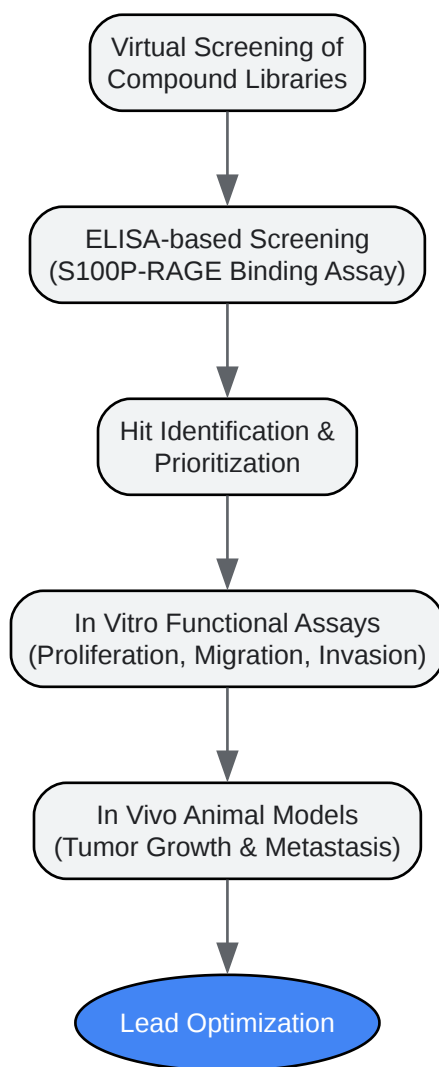 Virtual Screening of
Compound Libraries
ELISA-based Screening
(S100P-RAGE Binding Assay)
Hit Identification &
Prioritization
In Vitro Functional Assays
(Proliferation, Migration, Invasion)
In Vivo Animal Models
(Tumor Growth & Metastasis)
Lead Optimization